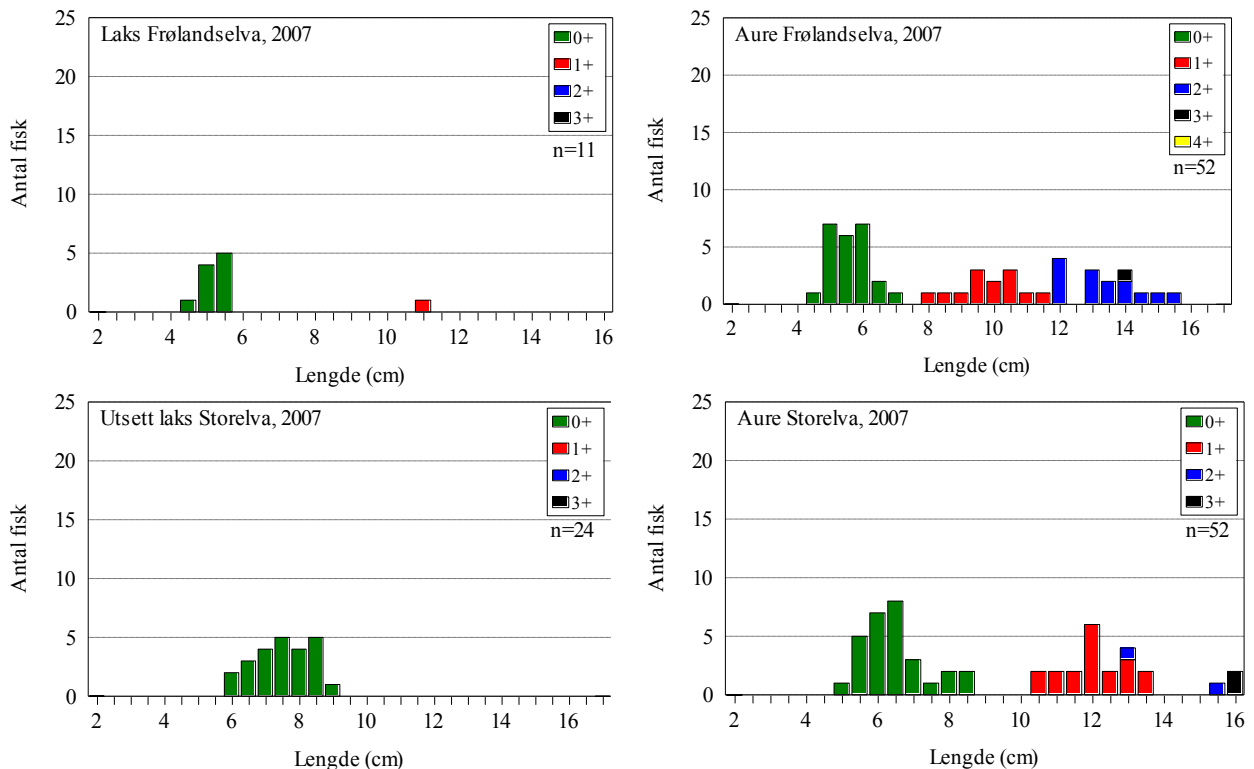 Laks Frølandselva, 2007
25
20
15
10
5
0
Antal fisk
0+
1+
2+
3+
n=11
2 4 6 8 10 12 14 16
Lengde (cm)
Aure Frølandselva, 2007
25
20
15
10
5
0
Antal fisk
0+
1+
2+
3+
4+
n=52
2 4 6 8 10 12 14 16
Lengde (cm)
Utsett laks Storelva, 2007
25
20
15
10
5
0
Antal fisk
0+
1+
2+
3+
n=24
2 4 6 8 10 12 14 16
Lengde (cm)
Aure Storelva, 2007
25
20
15
10
5
0
Antal fisk
0+
1+
2+
3+
n=52
2 4 6 8 10 12 14 16
Lengde (cm)